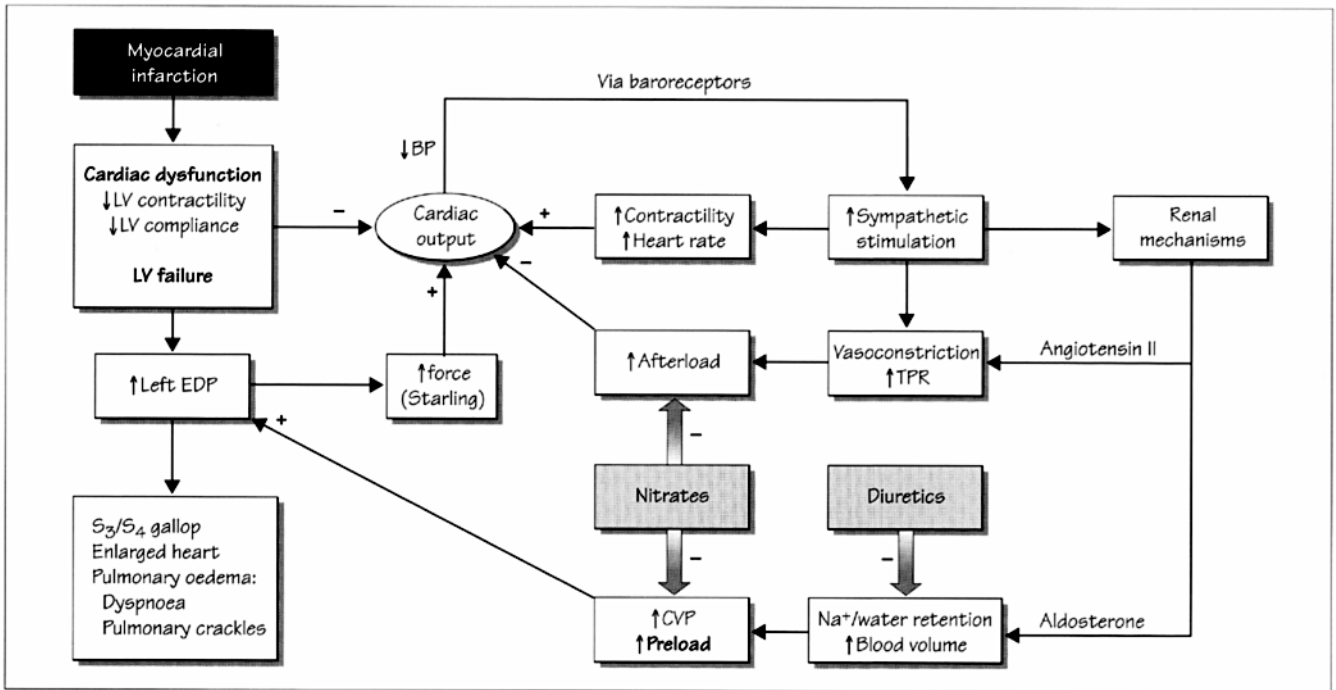 Myocardial
infarction
Via baroreceptors
↓BP
Cardiac dysfunction
↓LV contractility
↓LV compliance
LV failure
–
Cardiac
output
+
↑Contractility
↑Heart rate
↑Sympathetic
stimulation
Renal
mechanisms
–
+
↑Left EDP
↑force
(Starling)
↑Afterload
Vasoconstriction
↑TPR
Angiotensin II
+
–
Nitrates
Diuretics
–
–
S₃/S₄ gallop
Enlarged heart
Pulmonary oedema:
Dyspnoea
Pulmonary crackles
↑CVP
↑Preload
Na⁺/water retention
↑Blood volume
Aldosterone